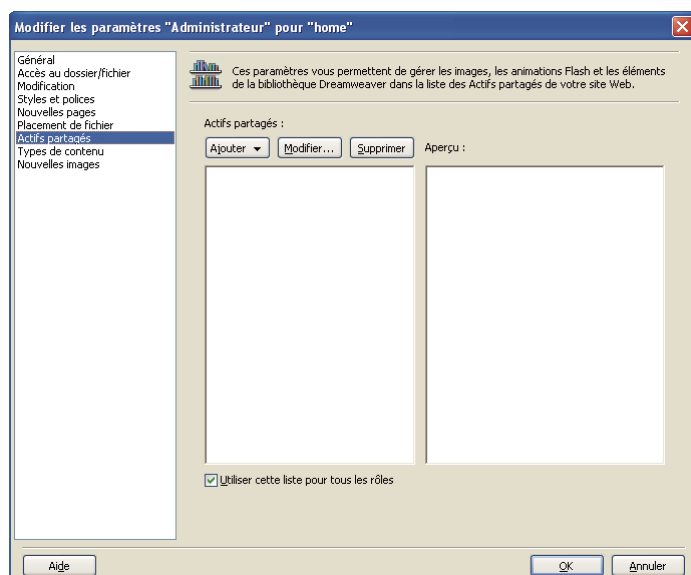 Modifier les paramètres "Administrateur" pour "home"
Général
Accès au dossier/fichier
Modification
Styles et polices
Nouvelles pages
Placement de fichier
Actifs partagés
Types de contenu
Nouvelles images
Ces paramètres vous permettent de gérer les images, les animations Flash et les éléments
de la bibliothèque Dreamweaver dans la liste des Actifs partagés de votre site Web.
Actifs partagés :
Ajouter Modifier... Supprimer Aperçu :
Utiliser cette liste pour tous les rôles
Aide OK Annuler